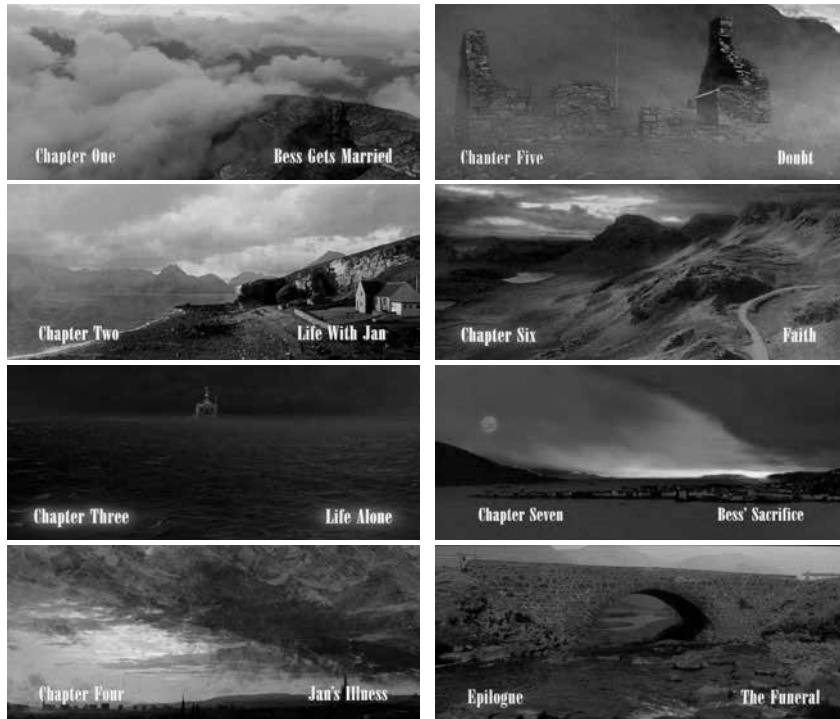 Chapter One Bess Gets Married
Chapter Two Life With Jan
Chapter Three Life Alone
Chapter Four Jan's Illness
Chanter Five Doubt
Chapter Six Faith
Chapter Seven Bess' Sacrifice
Epilogue The Funeral